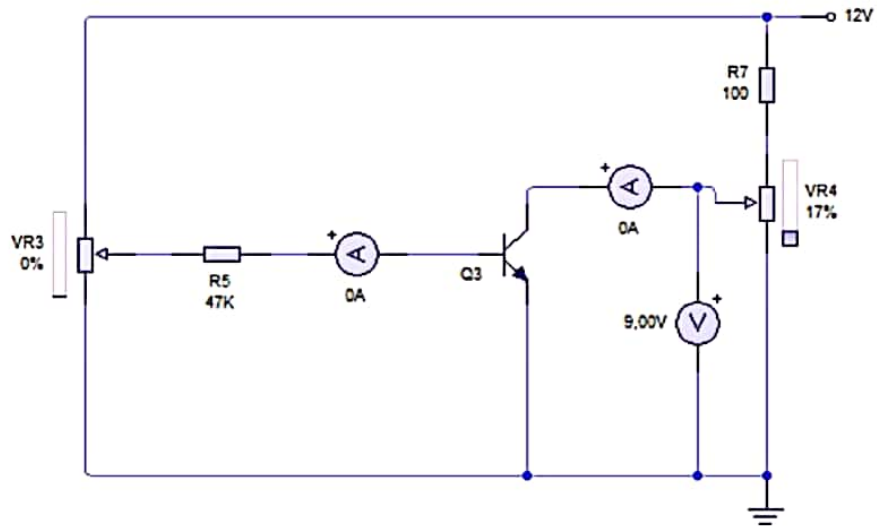 12V
R7
100
+
A
0A
VR4
17%
VR3
0%
R5
47K
+
A
0A
Q3
+
9,00V
V